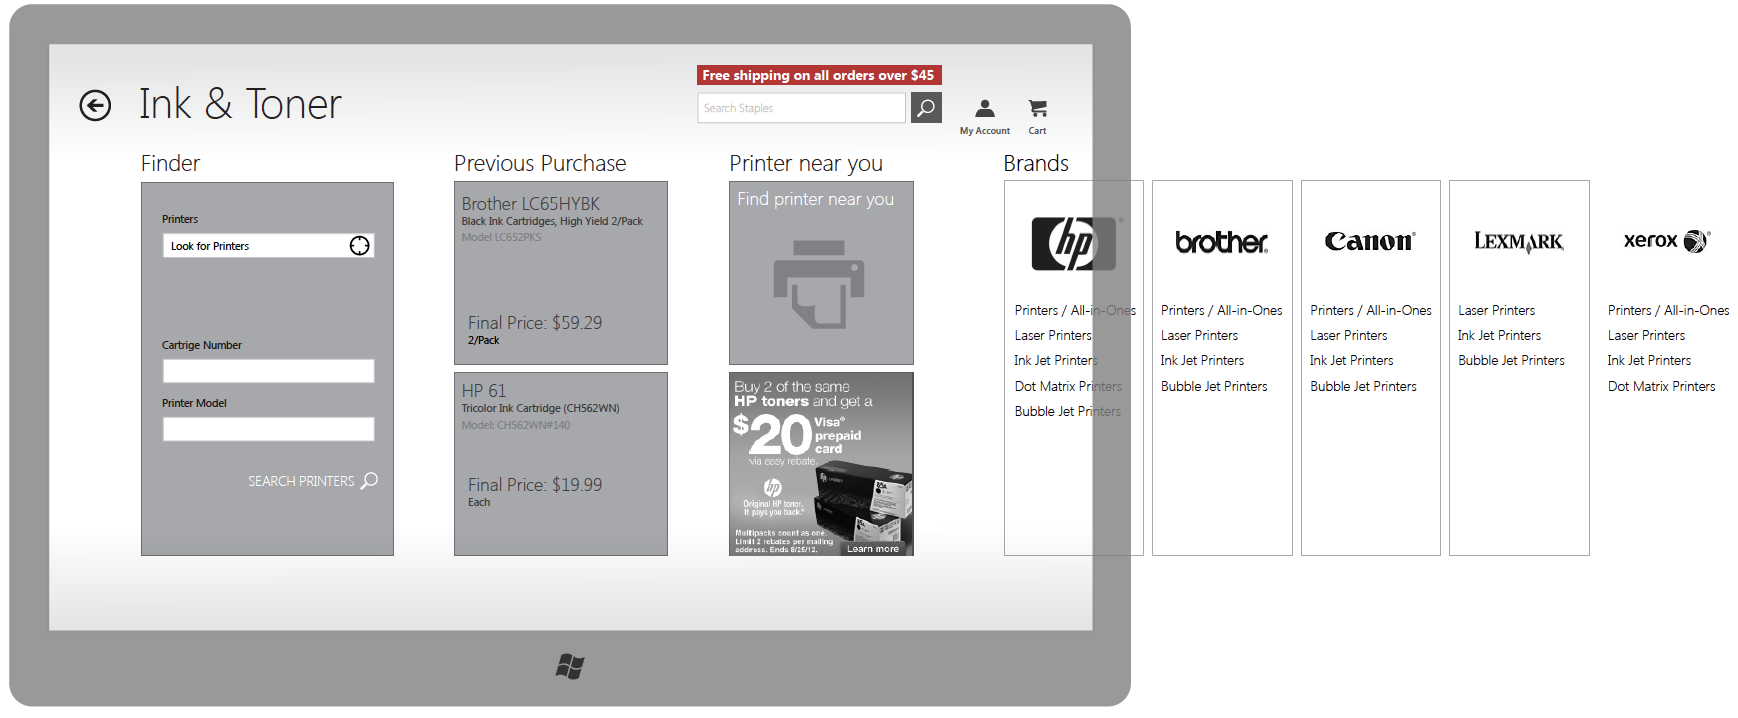 Free shipping on all orders over $45
Ink & Toner
Search Staples
My Account
Cart
Finder
Printers
Look for Printers
Cartrige Number
Printer Model
SEARCH PRINTERS
Previous Purchase
Brother LC65HYBK
Black Ink Cartridges, High Yield 2/Pack
Model LC652PKS
Final Price: $59.29
2/Pack
HP 61
Tricolor Ink Cartridge (CH562WN)
Model: CH562WN#140
Final Price: $19.99
Each
Printer near you
Find printer near you
Buy 2 of the same
HP toners and get a
$20 Visa®
prepaid
card
via easy rebate.
hp
Original HP toner.
It pays you back.*
Multipacks count as one.
Limit 2 rebates per mailing
address. Ends 8/25/12.
Learn more
85A
85A
Brands
hp®
Printers / All-in-Ones
Laser Printers
Ink Jet Printers
Dot Matrix Printers
Bubble Jet Printers
brother®
Printers / All-in-Ones
Laser Printers
Ink Jet Printers
Bubble Jet Printers
Canon®
Printers / All-in-Ones
Laser Printers
Ink Jet Printers
Bubble Jet Printers
LEXMARK
Laser Printers
Ink Jet Printers
Bubble Jet Printers
xerox®
Printers / All-in-Ones
Laser Printers
Ink Jet Printers
Dot Matrix Printers